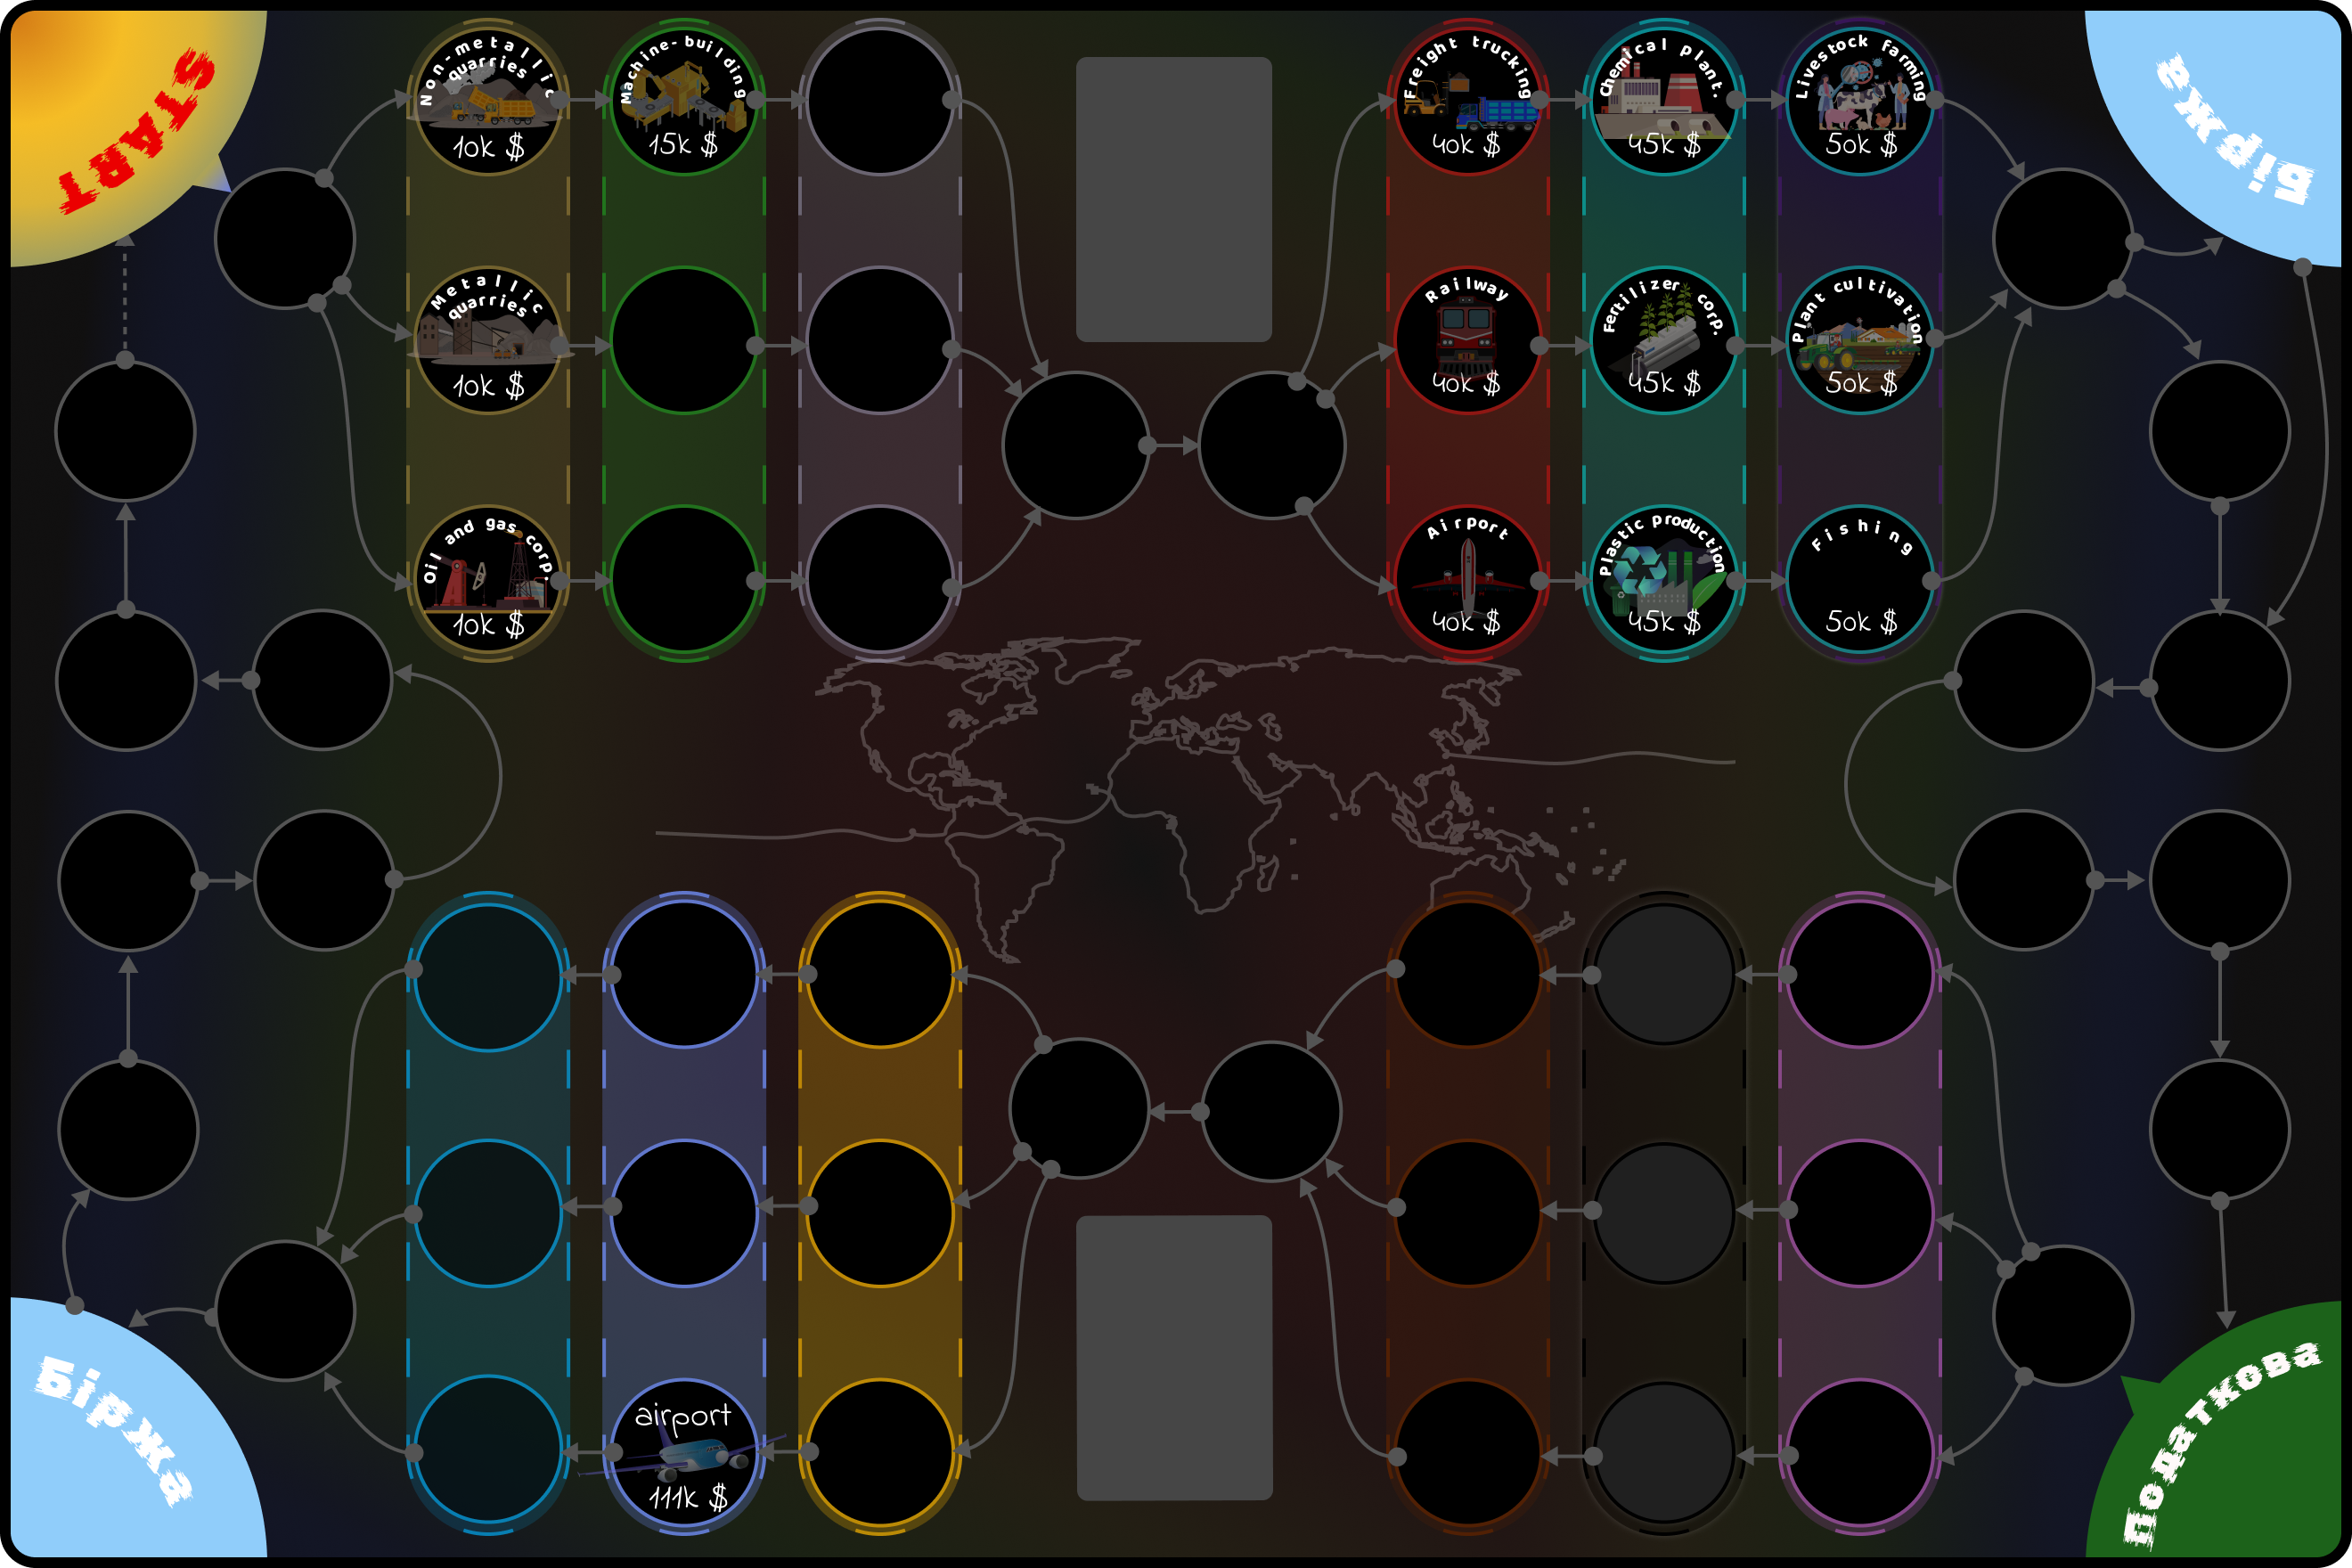 START
Non-metallic
quarries
10k $
Machine-building
15k $
Freight trucking
40k $
Chemical Plant.
45k $
Livestock farming
50k $
Біржа
Metallic
quarries
10k $
Railway
40k $
Fertilizer corp.
45k $
Plant cultivation
50k $
Oil and gas corp.
10k $
Airport
40k $
Plastic production
45k $
Fishing
50k $
Біржа
airport
111k $
Податкова